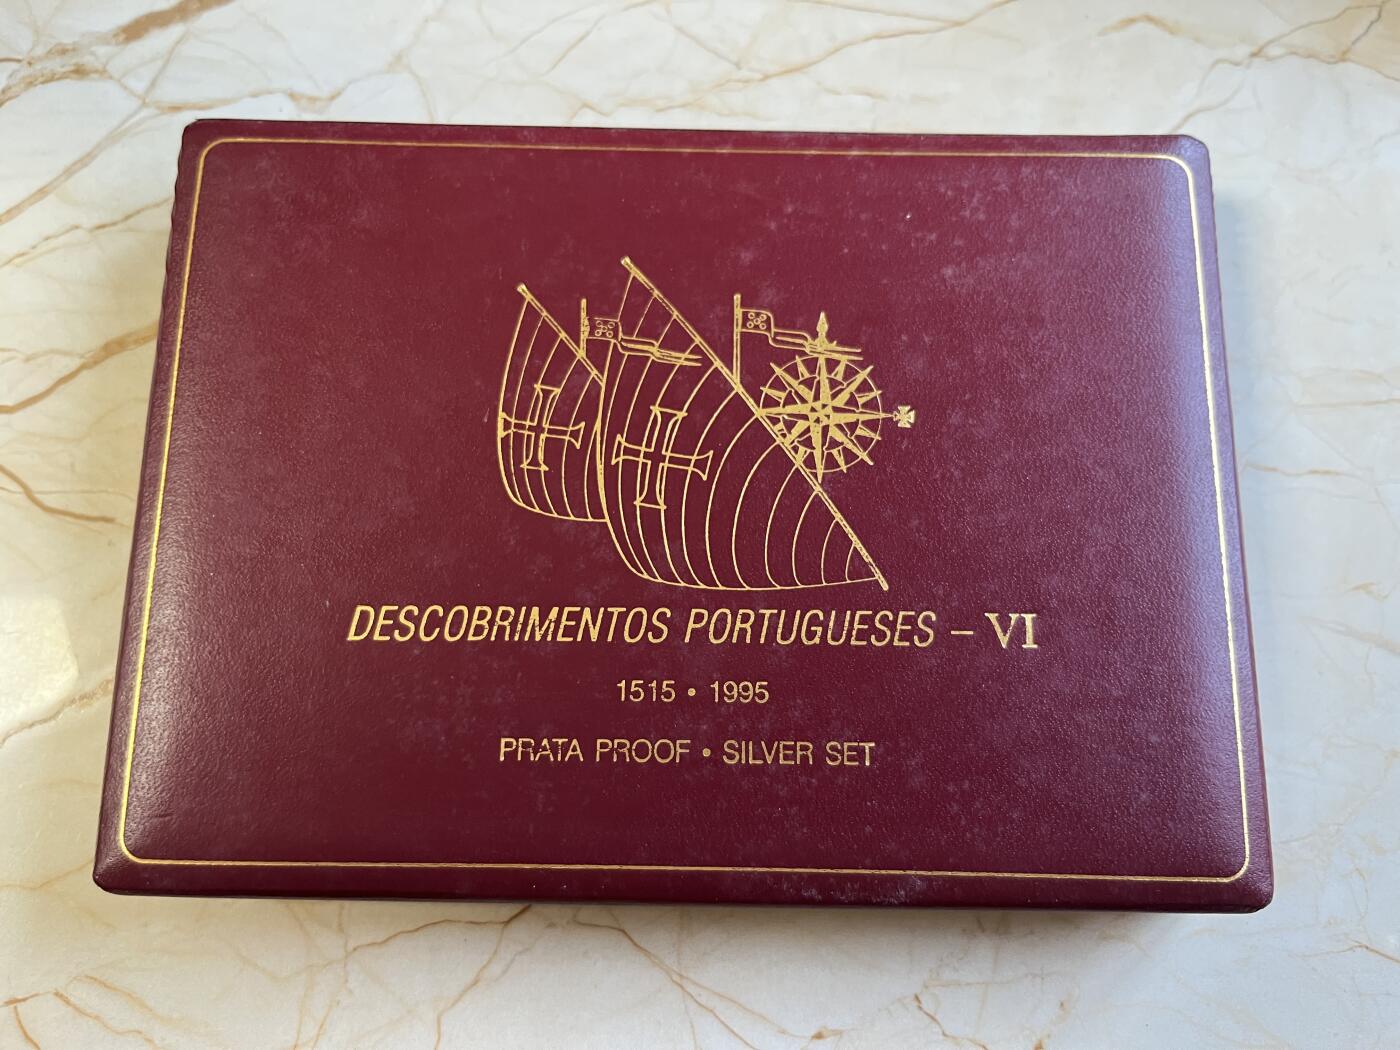 DESCOBRIMENTOS PORTUGUESES – VI
1515 • 1995
PRATA PROOF • SILVER SET